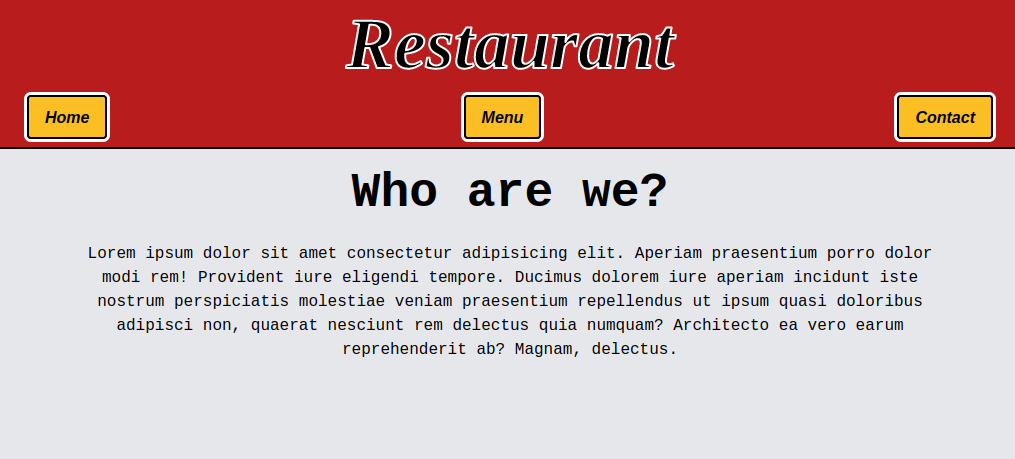 Restaurant
Home
Menu
Contact
Who are we?
Lorem ipsum dolor sit amet consectetur adipisicing elit. Aperiam praesentium porro dolor
modi rem! Provident iure eligendi tempore. Ducimus dolorem iure aperiam incidunt iste
nostrum perspiciatis molestiae veniam praesentium repellendus ut ipsum quasi doloribus
adipisci non, quaerat nesciunt rem delectus quia numquam? Architecto ea vero earum
reprehenderit ab? Magnam, delectus.